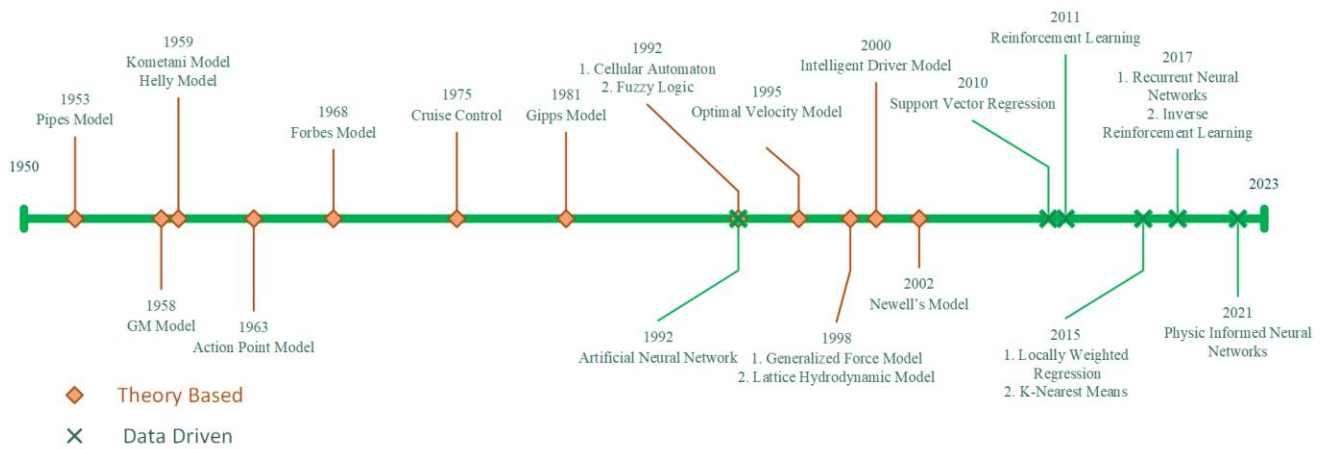 1950
1953
Pipes Model
1958
GM Model
1959
Kometani Model
Helly Model
1963
Action Point Model
1968
Forbes Model
1975
Cruise Control
1981
Gipps Model
1992
1. Cellular Automaton
2. Fuzzy Logic
1992
Artificial Neural Network
1995
Optimal Velocity Model
1998
1. Generalized Force Model
2. Lattice Hydrodynamic Model
2000
Intelligent Driver Model
2002
Newell's Model
2010
Support Vector Regression
2011
Reinforcement Learning
2015
1. Locally Weighted
Regression
2. K-Nearest Means
2017
1. Recurrent Neural
Networks
2. Inverse
Reinforcement Learning
2021
Physic Informed Neural
Networks
2023
Theory Based
Data Driven